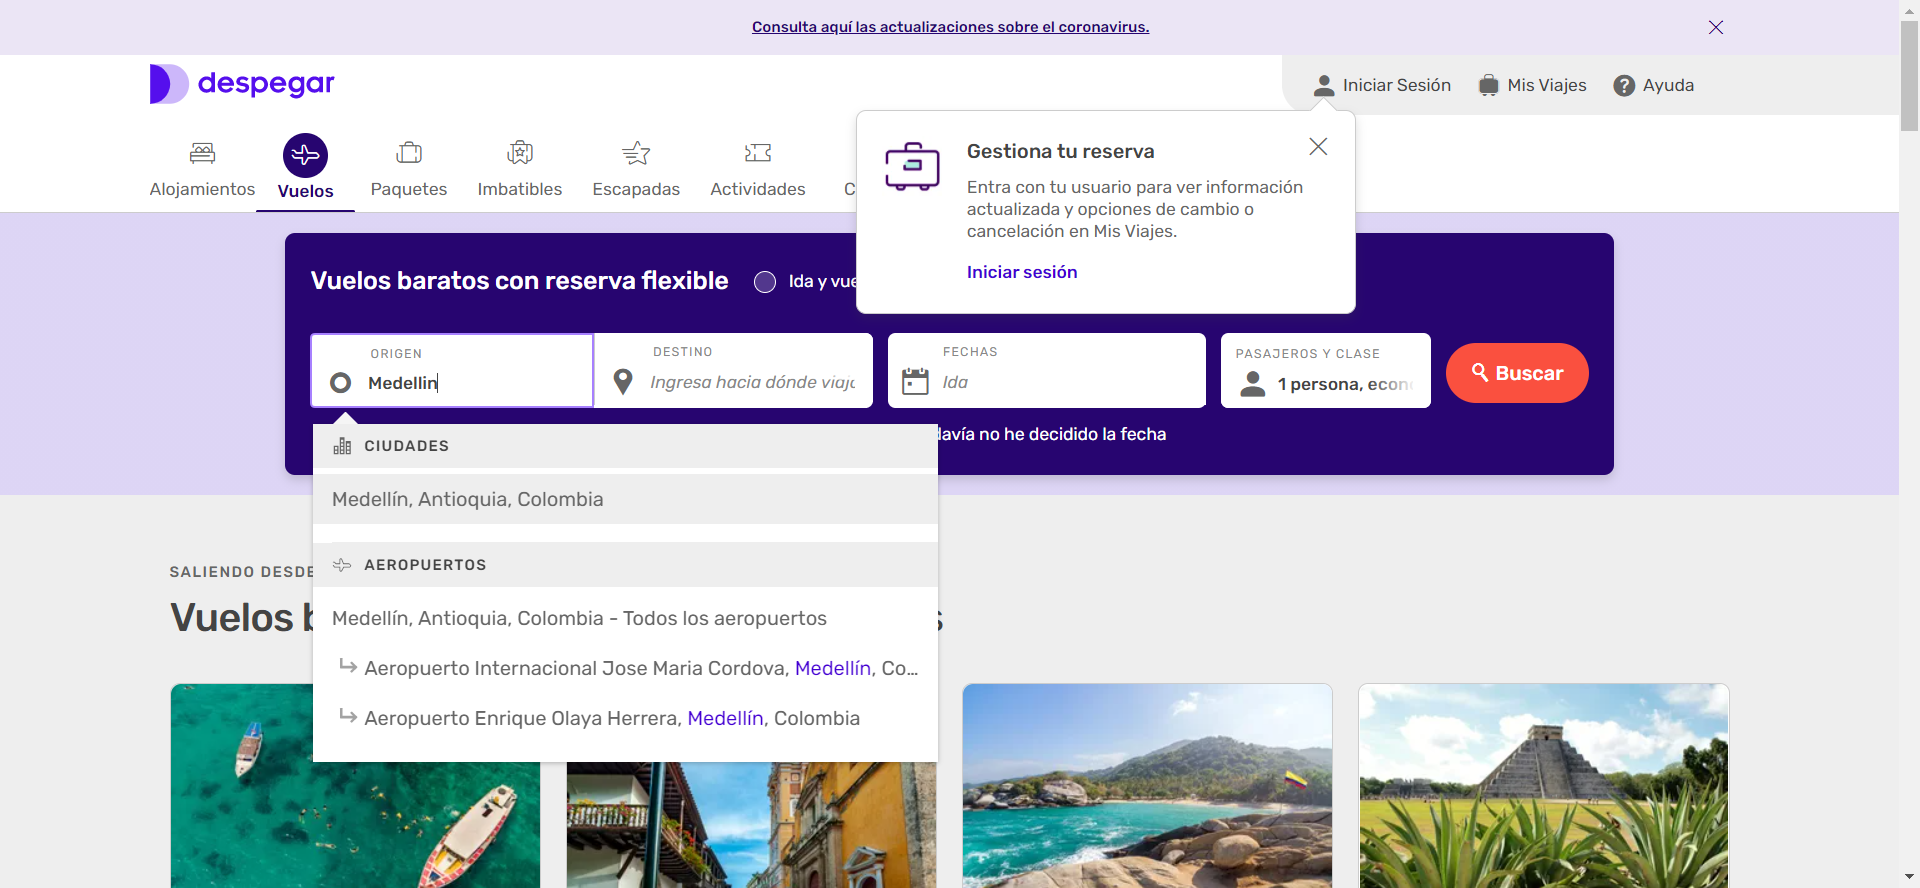 Consulta aquí las actualizaciones sobre el coronavirus.
despegar
Iniciar Sesión
Mis Viajes
Ayuda
Alojamientos
Vuelos
Paquetes
Imbatibles
Escapadas
Actividades
C
Gestiona tu reserva
Entra con tu usuario para ver información
actualizada y opciones de cambio o
cancelación en Mis Viajes.
Iniciar sesión
Vuelos baratos con reserva flexible
Ida y vue
ORIGEN
Medellin
DESTINO
Ingresa hacia dónde viaja
FECHAS
Ida
PASAJEROS Y CLASE
1 persona, econ
Buscar
davía no he decidido la fecha
CIUDADES
Medellín, Antioquia, Colombia
AEROPUERTOS
Medellín, Antioquia, Colombia - Todos los aeropuertos
Aeropuerto Internacional Jose Maria Cordova, Medellín, Co...
Aeropuerto Enrique Olaya Herrera, Medellín, Colombia
SALIENDO DESDE
Vuelos b
s